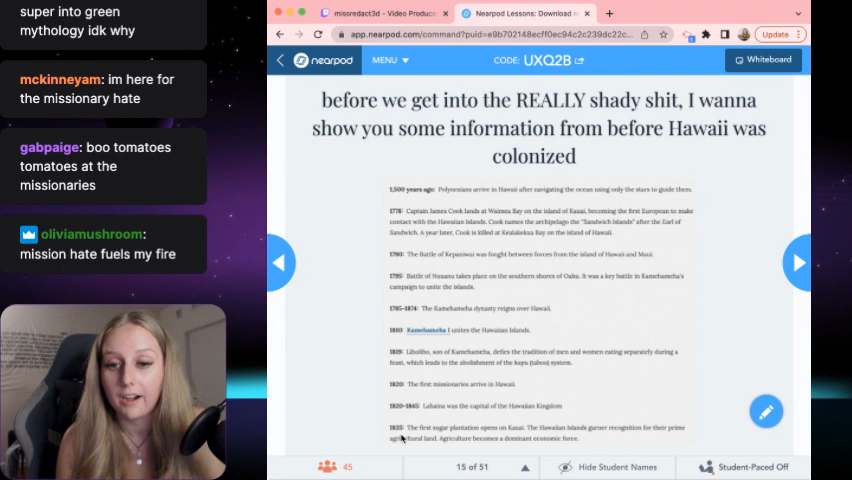 super into green
mythology idk why
mckinneyam: im here for
the missionary hate
gabpaige: boo tomatoes
tomatoes at the
missionaries
oliviamushroom:
mission hate fuels my fire
missredact3d - Video Produce
Nearpod Lessons: Download
app.nearpod.com/command?puid=e9b702148ecff0ec94c2c239dc22c...
Update
nearpod
MENU
CODE: UXQ2B
Whiteboard
before we get into the REALLY shady shit, I wanna
show you some information from before Hawaii was
colonized
1,500 years ago: Polynesians arrive in Hawaii after navigating the ocean using only the stars to guide them.
1778: Captain James Cook lands at Waimea Bay on the island of Kauai, becoming the first European to make
contact with the Hawaiian Islands. Cook names the archipelago the "Sandwich Islands" after the Earl of
Sandwich. A year later, Cook is killed at Kealakekua Bay on the island of Hawaii.
1790: The Battle of Kepaniwai was fought between forces from the island of Hawaii and Maui.
1795: Battle of Nuuanu takes place on the southern shores of Oahu. It was a key battle in Kamehameha's
campaign to unite the islands.
1795-1874: The Kamehameha dynasty reigns over Hawaii.
1810: Kamehameha I unites the Hawaiian Islands.
1819: Liholiho, son of Kamehameha, defies the tradition of men and women eating separately during a
feast, which leads to the abolishment of the kapu (taboo) system.
1820: The first missionaries arrive in Hawaii.
1820-1845: Lahaina was the capital of the Hawaiian Kingdom
1835: The first sugar plantation opens on Kauai. The Hawaiian Islands garner recognition for their prime
agricultural land. Agriculture becomes a dominant economic force.
45
15 of 51
Hide Student Names
Student-Paced Off